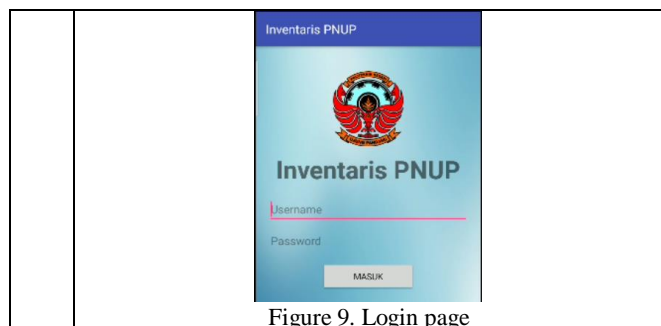 Inventaris PNUP
Inventaris PNUP
Username
Password
MASUK
Figure 9. Login page